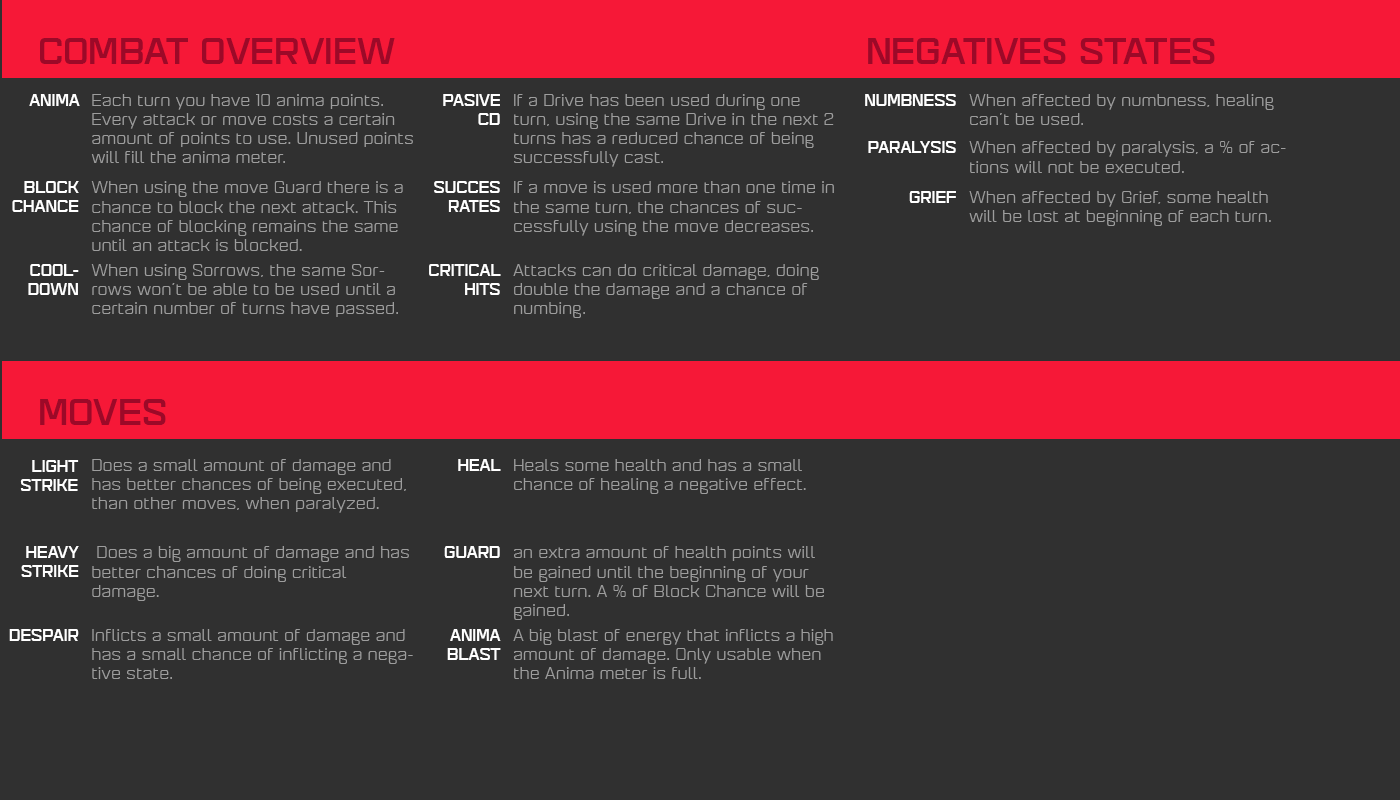 COMBAT OVERVIEW
ANIMA
Each turn you have 10 anima points.
Every attack or move costs a certain
amount of points to use. Unused points
will fill the anima meter.
BLOCK
CHANCE
When using the move Guard there is a
chance to block the next attack. This
chance of blocking remains the same
until an attack is blocked.
COOL-
DOWN
When using Sorrows, the same Sor-
rows won't be able to be used until a
certain number of turns have passed.
PASIVE
CD
If a Drive has been used during one
turn, using the same Drive in the next 2
turns has a reduced chance of being
successfully cast.
SUCCES
RATES
If a move is used more than one time in
the same turn, the chances of suc-
cessfully using the move decreases.
CRITICAL
HITS
Attacks can do critical damage, doing
double the damage and a chance of
numbing.
NEGATIVES STATES
NUMBNESS
When affected by numbness, healing
can't be used.
PARALYSIS
When affected by paralysis, a % of ac-
tions will not be executed.
GRIEF
When affected by Grief, some health
will be lost at beginning of each turn.
MOVES
LIGHT
STRIKE
Does a small amount of damage and
has better chances of being executed,
than other moves, when paralyzed.
HEAVY
STRIKE
Does a big amount of damage and has
better chances of doing critical
damage.
DESPAIR
Inflicts a small amount of damage and
has a small chance of inflicting a nega-
tive state.
HEAL
Heals some health and has a small
chance of healing a negative effect.
GUARD
an extra amount of health points will
be gained until the beginning of your
next turn. A % of Block Chance will be
gained.
ANIMA
BLAST
A big blast of energy that inflicts a high
amount of damage. Only usable when
the Anima meter is full.